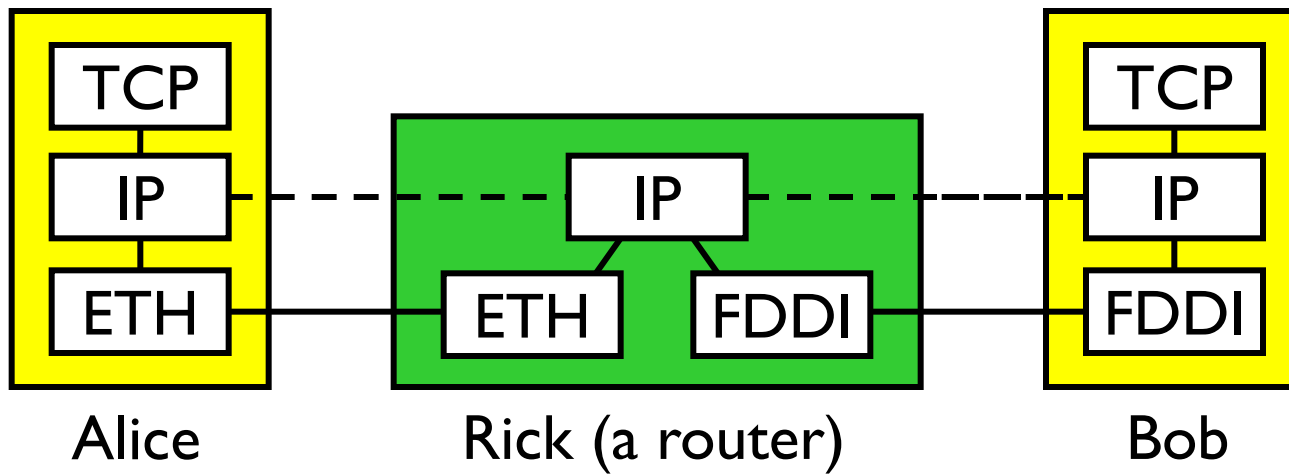 TCP
IP
ETH
Alice
IP
ETH
FDDI
Rick (a router)
TCP
IP
FDDI
Bob